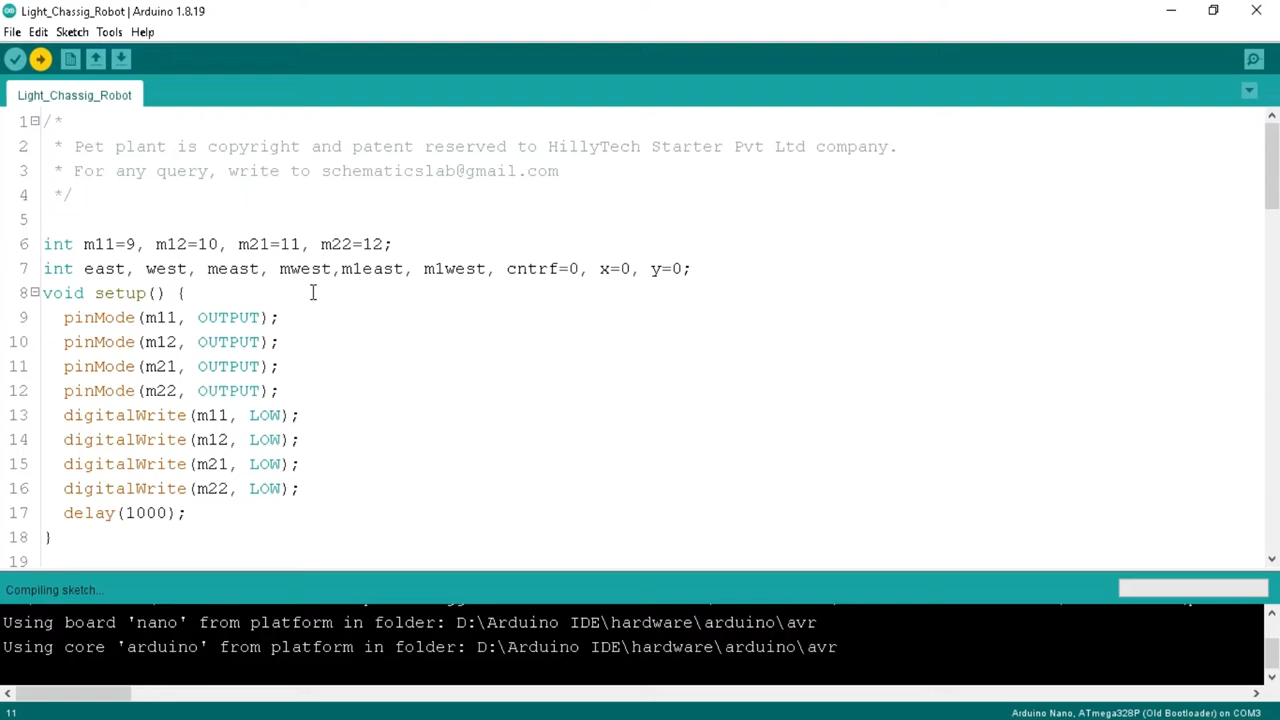 Light_Chassig_Robot | Arduino 1.8.19
File Edit Sketch Tools Help
Light_Chassig_Robot
1 /*
2  * Pet plant is copyright and patent reserved to HillyTech Starter Pvt Ltd company.
3  * For any query, write to schematicslab@gmail.com
4  */
5
6 int m11=9, m12=10, m21=11, m22=12;
7 int east, west, meast, mwest,m1east, m1west, cntrf=0, x=0, y=0;
8 void setup() {
9   pinMode(m11, OUTPUT);
10   pinMode(m12, OUTPUT);
11   pinMode(m21, OUTPUT);
12   pinMode(m22, OUTPUT);
13   digitalWrite(m11, LOW);
14   digitalWrite(m12, LOW);
15   digitalWrite(m21, LOW);
16   digitalWrite(m22, LOW);
17   delay(1000);
18 }
19
Compiling sketch...
Using board 'nano' from platform in folder: D:\Arduino IDE\hardware\arduino\avr
Using core 'arduino' from platform in folder: D:\Arduino IDE\hardware\arduino\avr
11 Arduino Nano, ATmega328P (Old Bootloader) on COM3